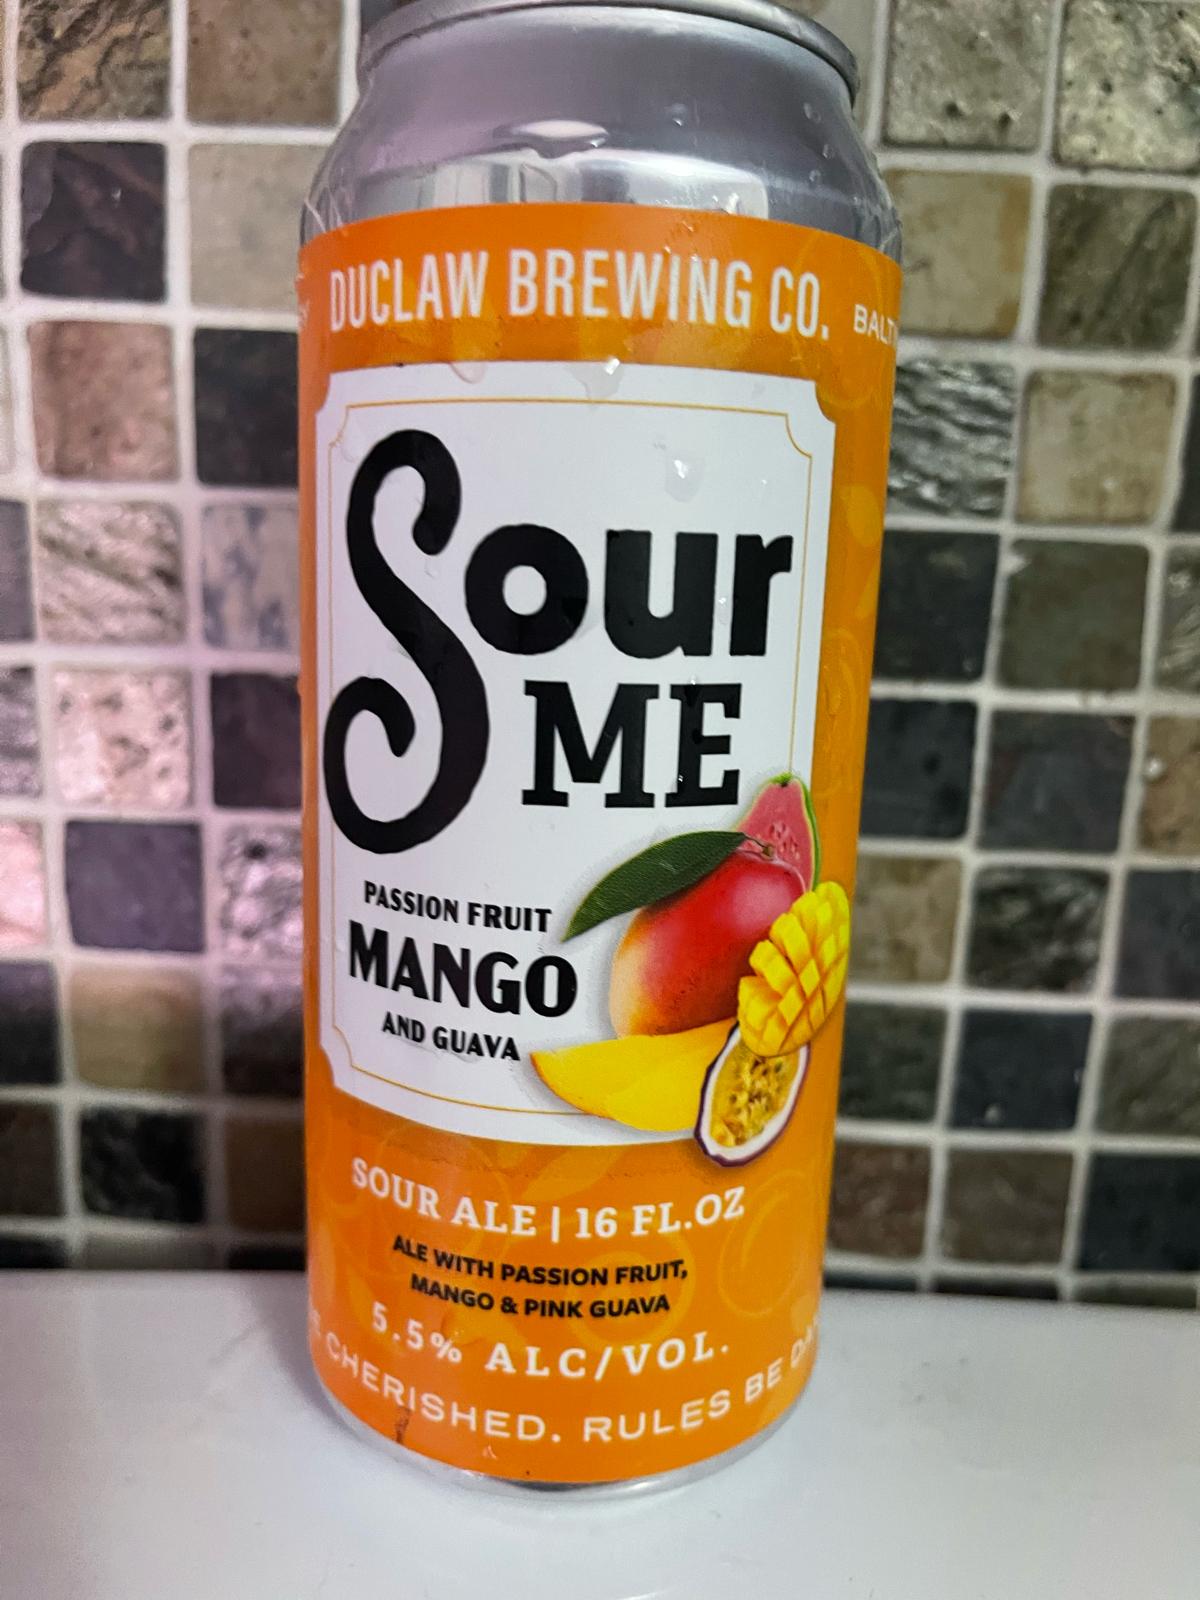 DUCLAW BREWING CO.
Sour
ME
PASSION FRUIT
MANGO
AND GUAVA
SOUR ALE | 16 FL.OZ
ALE WITH PASSION FRUIT,
MANGO & PINK GUAVA
5.5% ALC/VOL.
CHERISHED. RULES BE